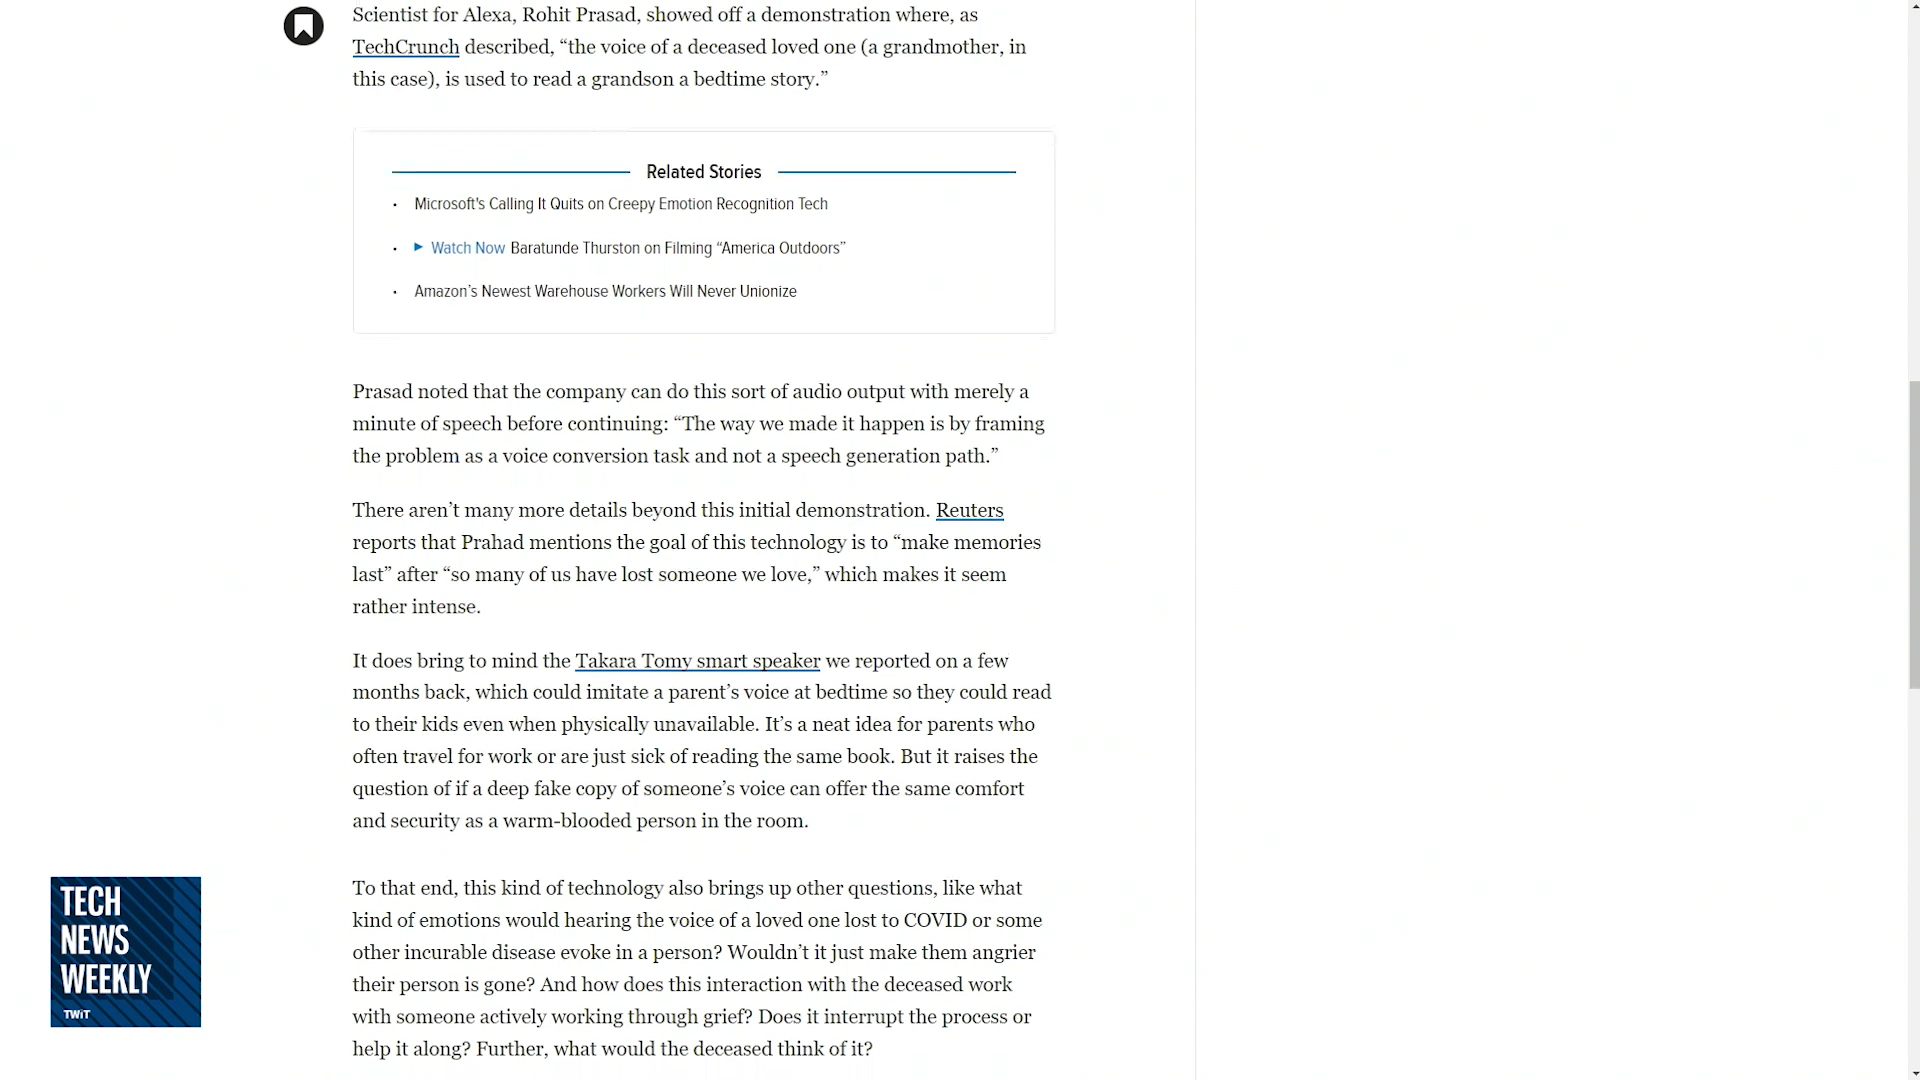 Scientist for Alexa, Rohit Prasad, showed off a demonstration where, as
TechCrunch described, “the voice of a deceased loved one (a grandmother, in
this case), is used to read a grandson a bedtime story.”
Related Stories
• Microsoft's Calling It Quits on Creepy Emotion Recognition Tech
• ▶ Watch Now Baratunde Thurston on Filming “America Outdoors”
• Amazon’s Newest Warehouse Workers Will Never Unionize
Prasad noted that the company can do this sort of audio output with merely a
minute of speech before continuing: “The way we made it happen is by framing
the problem as a voice conversion task and not a speech generation path.”
There aren’t many more details beyond this initial demonstration. Reuters
reports that Prahad mentions the goal of this technology is to “make memories
last” after “so many of us have lost someone we love,” which makes it seem
rather intense.
It does bring to mind the Takara Tomy smart speaker we reported on a few
months back, which could imitate a parent’s voice at bedtime so they could read
to their kids even when physically unavailable. It’s a neat idea for parents who
often travel for work or are just sick of reading the same book. But it raises the
question of if a deep fake copy of someone’s voice can offer the same comfort
and security as a warm-blooded person in the room.
To that end, this kind of technology also brings up other questions, like what
kind of emotions would hearing the voice of a loved one lost to COVID or some
other incurable disease evoke in a person? Wouldn’t it just make them angrier
their person is gone? And how does this interaction with the deceased work
with someone actively working through grief? Does it interrupt the process or
help it along? Further, what would the deceased think of it?
TECH
NEWS
WEEKLY
TWiT